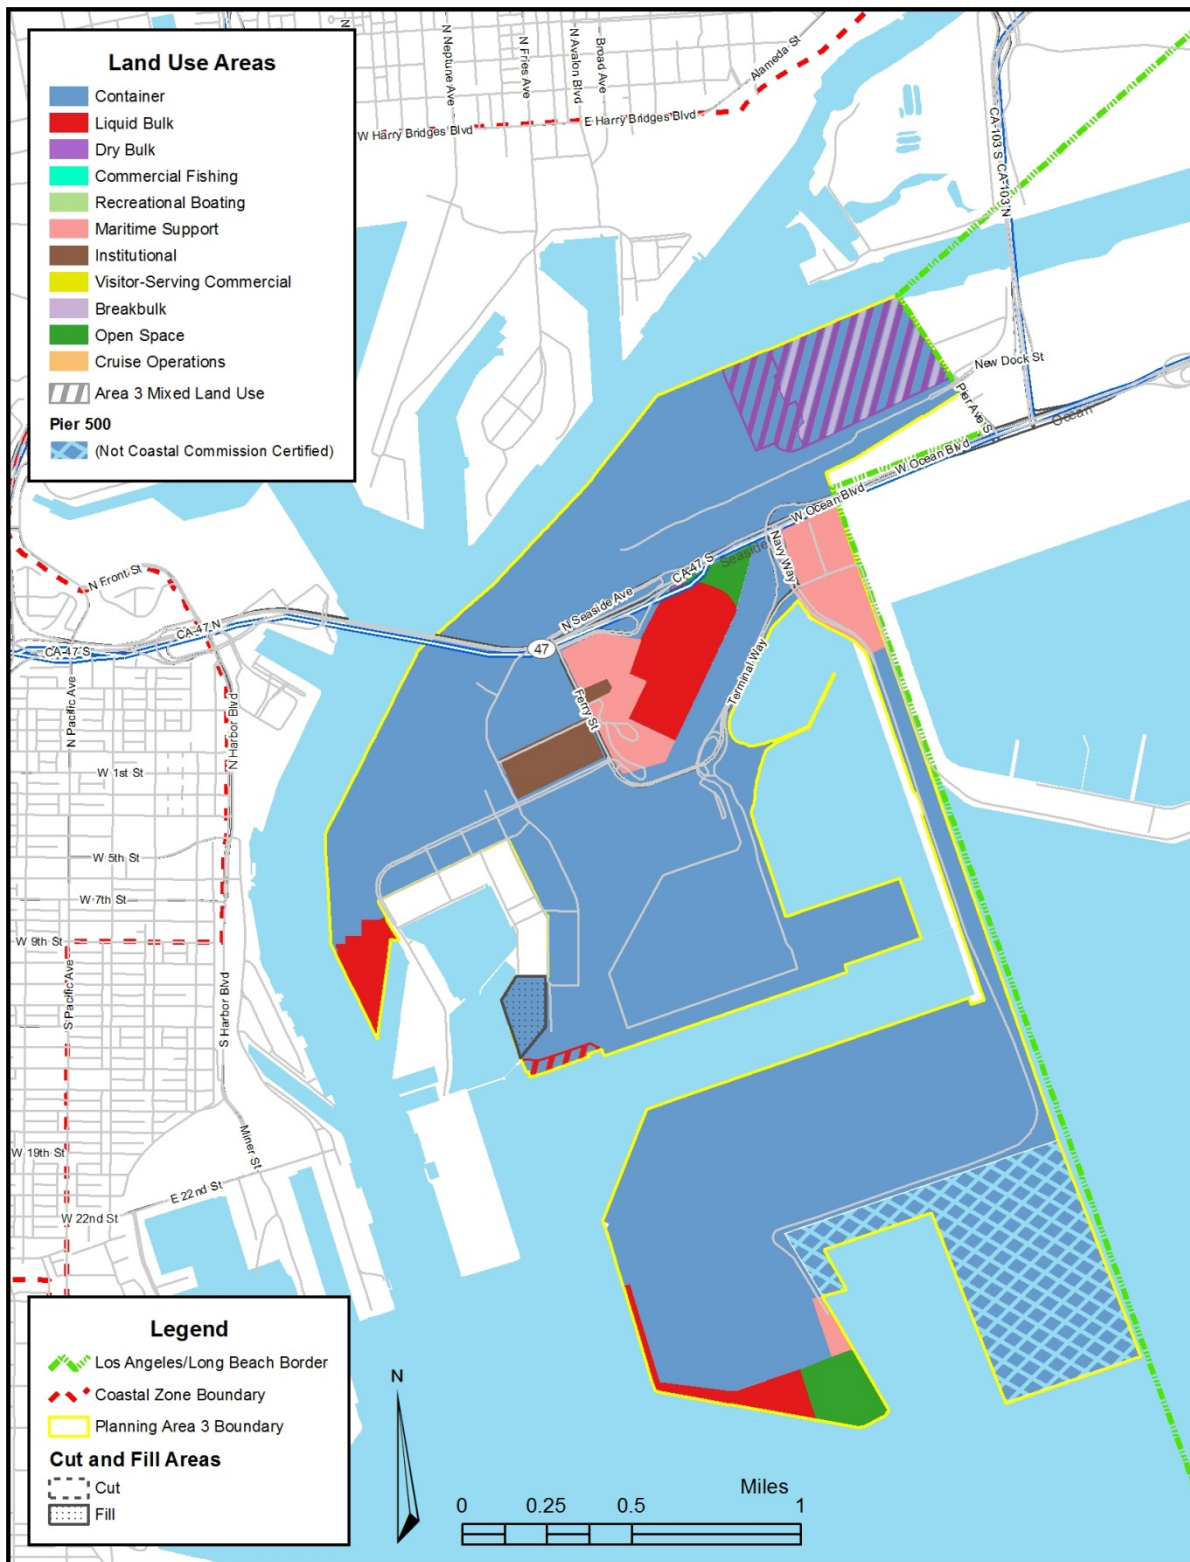 Land Use Areas
Container
Liquid Bulk
Dry Bulk
Commercial Fishing
Recreational Boating
Maritime Support
Institutional
Visitor-Serving Commercial
Breakbulk
Open Space
Cruise Operations
Area 3 Mixed Land Use
Pier 500
(Not Coastal Commission Certified)
N
N Neptune Ave
N Fries Ave
N Avalon Blvd
Broad Ave
Alameda St
W Harry Bridges Blvd
E Harry Bridges Blvd
CA-103 S
CA-103 N
New Dock St
Pier Ave S
Ocean
W Ocean Blvd
W Ocean Blvd
Navy Way
Seaside
CA-47 S
N Seaside Ave
47
Ferry St
Terminal Way
N Front St
CA-47 N
CA-47 S
N Pacific Ave
N Harbor Blvd
W 1st St
W 5th St
W 7th St
W 9th St
S Pacific Ave
S Harbor Blvd
Miner St
W 19th St
E 22nd St
W 22nd St
Legend
Los Angeles/Long Beach Border
Coastal Zone Boundary
Planning Area 3 Boundary
Cut and Fill Areas
Cut
Fill
N
Miles
0 0.25 0.5 1